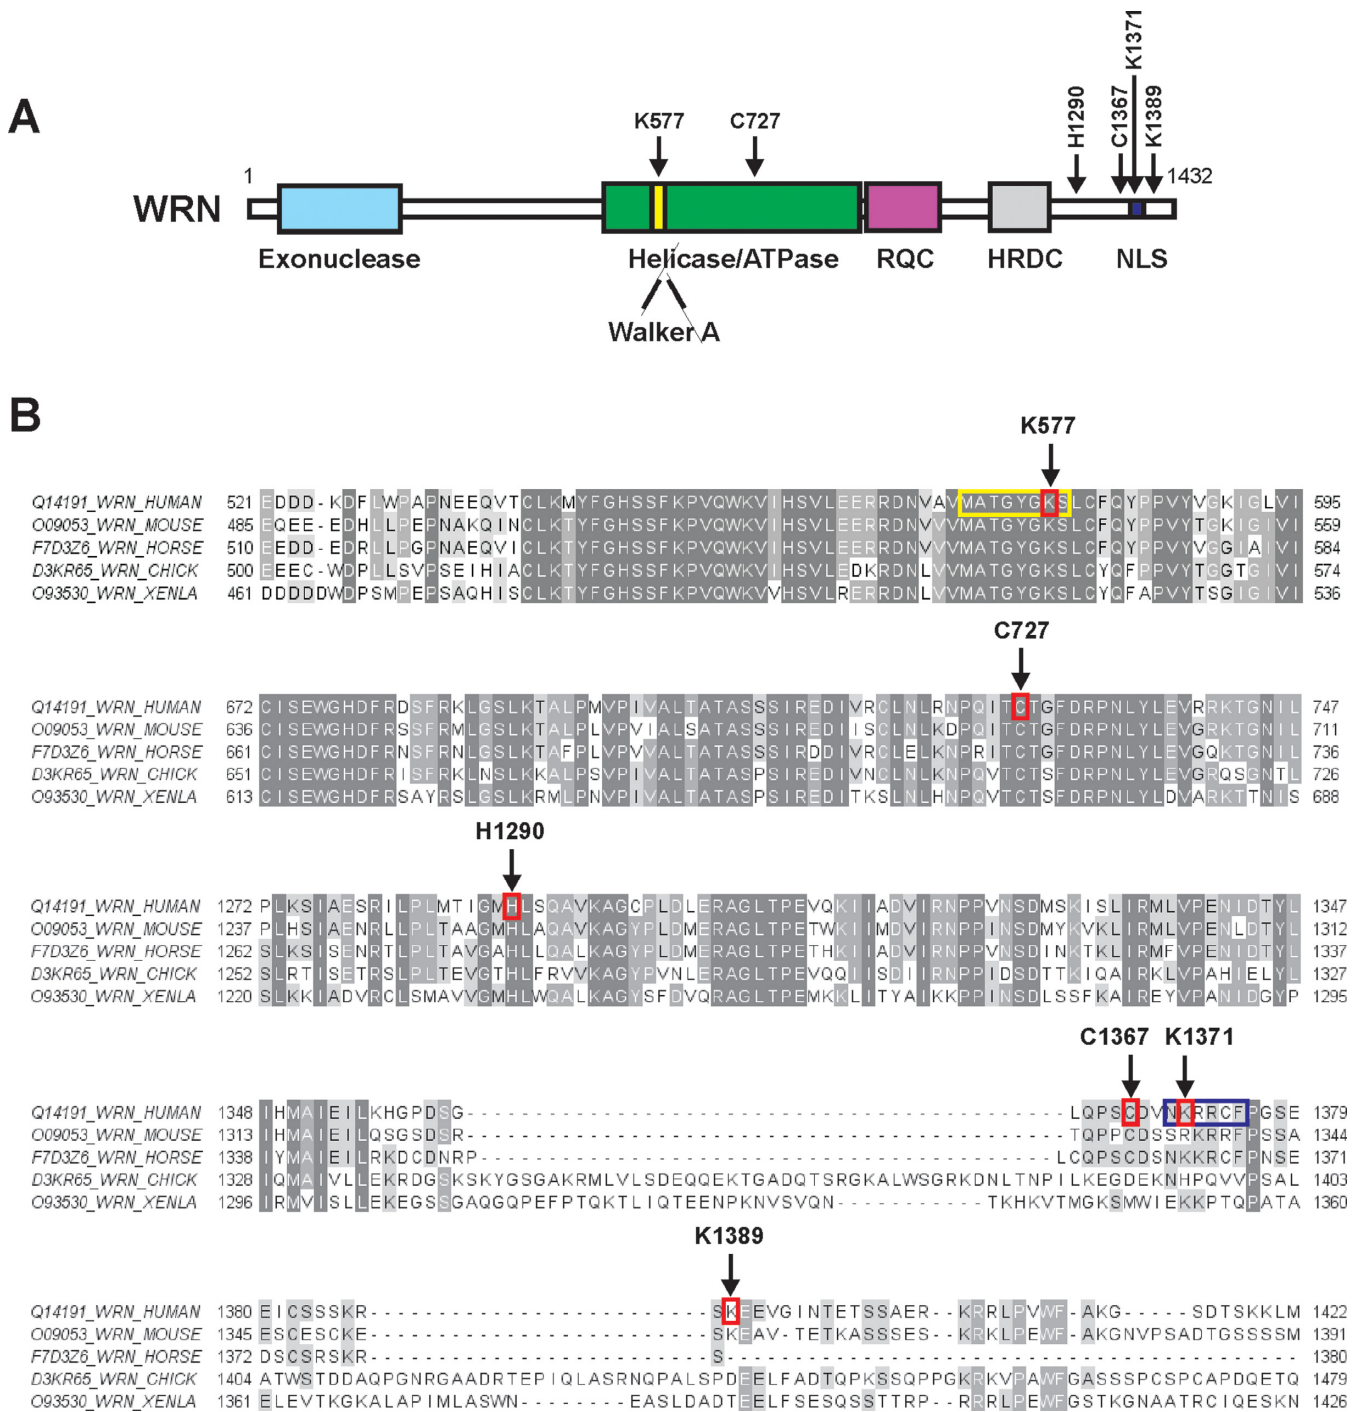 A
K577
C727
H1290
C1367
K1371
K1389
1
1432
WRN
Exonuclease
Helicase/ATPase
RQC
HRDC
NLS
Walker A
B
K577
Q14191_WRN_HUMAN 521 EDDD-KDFLWPAPNEEQVTCLKMYFGHSSFKPVQWKVIHSVLEERRDNVAVMATGYGKSLCFQYPPVYVGKIGLVI 595
O09053_WRN_MOUSE 485 EQEE-EDHLLPEPNAKQINCLKTYFGHSSFKPVQWKVIHSVLEERRDNVVVMATGYGKSLCFQYPPVYTGKIGIVI 559
F7D3Z6_WRN_HORSE 510 EEDD-EDRLLPGPNAEQVICLKTYFGHSSFKPVQWKVIHSVLEERRDNVVVMATGYGKSLCFQYPPVYVGGIAIVI 584
D3KR65_WRN_CHICK 500 EEEC-WDPLLSVPSEIHIACLKTYFGHSSFKPVQWKVIHSVLEDKRDNLVVMATGYGKSLCYQFPPVYTGGTGIVI 574
O93530_WRN_XENLA 461 DDDDDWDPSMPEPSAQHISCLKTYFGHSSFKPVQWKVVHSVLRERRDNLVVMATGYGKSLCYQFAPVYTSGIGIVI 536
C727
Q14191_WRN_HUMAN 672 CISEWGHDFRDSFRKLGSLKTALPMVPIVALTATASSSIREDIVRCLNLRNPQITCTGFDRPNLYLEVRRKTGNIL 747
O09053_WRN_MOUSE 636 CISEWGHDFRSSFRMLGSLKTALPLVPVIALSATASSSIREDIISCLNLKDPQITCTGFDRPNLYLEVGRKTGNIL 711
F7D3Z6_WRN_HORSE 661 CISEWGHDFRNSFRNLGSLKTAFPLVPVVALTATASSSIRDDIVRCLELKNPRITCTGFDRPNLYLEVGQKTGNIL 736
D3KR65_WRN_CHICK 651 CISEWGHDFRISFRKLNSLKKALPSVPIVALTATASPSIREDIVNCLNLKNPQVTCTSFDRPNLYLEVGRQSGNTL 726
O93530_WRN_XENLA 613 CISEWGHDFRSAYRSLGSLKRMLPNVPIVALTATASPSIREDITKSLNLHNPQVTCTSFDRPNLYLDVARKTTNIS 688
H1290
Q14191_WRN_HUMAN 1272 PLKSIAESRILPLMTIGMHLSQAVKAGCPLDLERAGLTPEVQKIIADVIRNPPVNSDMSKISLIRMLVPENIDTYL 1347
O09053_WRN_MOUSE 1237 PLHSIAENRLLPLTAAGMHLAQAVKAGYPLDMERAGLTPETWKIIMDVIRNPPINSDMYKVKLIRMLVPENLDTYL 1312
F7D3Z6_WRN_HORSE 1262 SLKSISENRTLPLTAVGAHLLQALKAGYPLDMERAGLTPETHKIIADVIRNPPVNSDINKTKLIRMFVPENIDTYL 1337
D3KR65_WRN_CHICK 1252 SLRTISETRSLPLTEVGTHLFRVVKAGYPVNLERAGLTPEVQQIISDIIRNPPIDSDTTKIQAIRKLVPAHIELYL 1327
O93530_WRN_XENLA 1220 SLKKIADVRCLSMAVVGMHLWQALKAGYSFDVQRAGLTPEMKKLITYAIKKPPINSDLSSFKAIREYVPANIDGYP 1295
C1367 K1371
Q14191_WRN_HUMAN 1348 IHMAIEILKHGPDSG--------------------------------------------LQPSCDVNKRRCFPGSE 1379
O09053_WRN_MOUSE 1313 IHMAIEILQSGSDSR--------------------------------------------TQPPCDSSRKRRFPSSA 1344
F7D3Z6_WRN_HORSE 1338 IYMAIEILRKDCDNRP------------------------------------------LCQPSCDSNKKRCFPNSE 1371
D3KR65_WRN_CHICK 1328 IQMAIVLLEKRDGSKSKYGSGAKRMLVLSDEQQEKTGADQTSRGKALWSGRKDNLTNPILKEGDEKNHPQVVPSAL 1403
O93530_WRN_XENLA 1296 IRMVISLLEKEGSSGAQGQPEFPTQKTLIQTEENPKNVSVQN-----------TKHKVTMGKSMWIEKKPTQPATA 1360
K1389
Q14191_WRN_HUMAN 1380 EICSSSKR-------------------------SKEEVGINTETSSAER--KRRLPVWF-AKG-----SDTSKKLM 1422
O09053_WRN_MOUSE 1345 ESCESCKE-------------------------SKEAV-TETKASSSES--KRKLPEWF-AKGNVPSADTGSSSSM 1391
F7D3Z6_WRN_HORSE 1372 DSCSRSKR-------------------------S------------------------------------------ 1380
D3KR65_WRN_CHICK 1404 ATWSTDDAQPGNRGAADRTEPIQLASRNQPALSPDEELFADTQPKSSQPPGKRKVPAWFGASSSPCSPCAPDQETQ 1479
O93530_WRN_XENLA 1361 ELEVTKGKALAPIMLASWN--------EASLDADTEELFSESQSSTTRP--RRRLPEWFGSTKGNAATRCIQESKN 1426